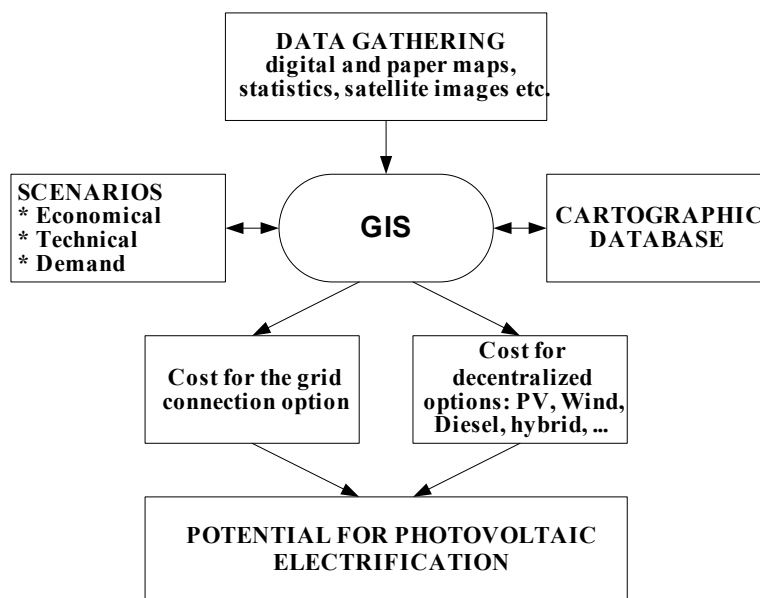 DATA GATHERING
digital and paper maps,
statistics, satellite images etc.
SCENARIOS
* Economical
* Technical
* Demand
GIS
CARTOGRAPHIC
DATABASE
Cost for the grid
connection option
Cost for
decentralized
options: PV, Wind,
Diesel, hybrid, ...
POTENTIAL FOR PHOTOVOLTAIC
ELECTRIFICATION